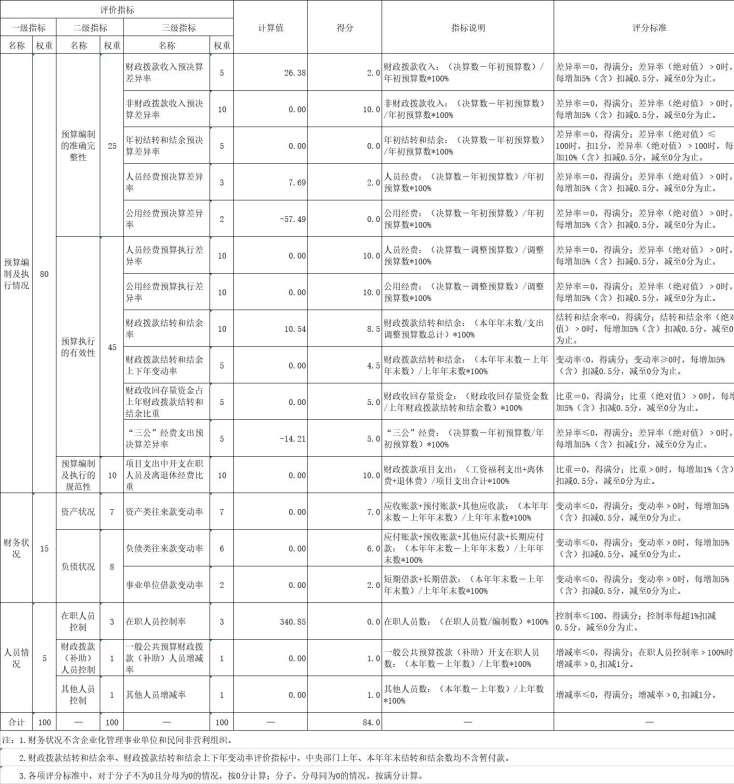 评价指标 计算值 得分 指标说明 评分标准
一级指标 二级指标 三级指标
名称 权重 名称 权重 名称 权重
预算编制及执行情况 80 预算编制的准确完整性 25 财政拨款收入预决算差异率 5 26.38 2.0 财政拨款收入:(决算数－年初预算数)/年初预算数*100% 差异率＝0，得满分；差异率（绝对值）﹥0时，每增加5%（含）扣减0.5分，减至0分为止。
非财政拨款收入预决算差异率 10 0.00 10.0 非财政拨款收入：（决算数－年初预算数）/年初预算数*100% 差异率＝0，得满分；差异率（绝对值）﹥0时，每增加5%（含）扣减0.5分，减至0分为止。
年初结转和结余预决算差异率 5 0.00 0.0 年初结转和结余：（决算数－年初预算数）/年初预算数*100% 差异率＝0，得满分；差异率（绝对值）≤100时，扣1分，差异率（绝对值）﹥100时，每增加10%（含）扣减0.5分，减至0分为止。
人员经费预决算差异率 3 7.69 2.0 人员经费：（决算数－年初预算数）/年初预算数*100% 差异率＝0，得满分；差异率（绝对值）﹥0时，每增加5%（含）扣减0.5分，减至0分为止。
公用经费预决算差异率 2 -57.49 0.0 公用经费：（决算数－年初预算数）/年初预算数*100% 差异率＝0，得满分；差异率（绝对值）﹥0时，每增加5%（含）扣减0.5分，减至0分为止。
预算执行的有效性 45 人员经费预算执行差异率 10 0.00 10.0 人员经费：（决算数－调整预算数）/调整预算数*100% 差异率＝0，得满分；差异率（绝对值）﹥0时，每增加5%（含）扣减0.5分，减至0分为止。
公用经费预算执行差异率 10 0.00 10.0 公用经费：（决算数－调整预算数）/调整预算数*100% 差异率＝0，得满分；差异率（绝对值）﹥0时，每增加5%（含）扣减0.5分，减至0分为止。
财政拨款结转和结余率 10 10.54 8.5 财政拨款结转和结余：（本年年末数/支出调整预算数总计）*100% 结转和结余率=0，得满分；结转和结余率（绝对值）﹥0时，每增加5%（含）扣减0.5分，减至0分为止。
财政拨款结转和结余上下年变动率 5 0.00 4.5 财政拨款结转和结余：（本年年末数－上年年末数）/上年年末数*100% 变动率<0，得满分；变动率≥0时，每增加5%（含）扣减0.5分，减至0分为止。
财政收回存量资金占上年财政拨款结转和结余比重 5 0.00 5.0 财政收回存量资金：（财政收回存量资金数/上年财政拨款结转和结余数）*100% 比重＝0，得满分；比重（绝对值）﹥0时，每增加5%（含）扣减0.5分，减至0分为止。
“三公”经费支出预决算差异率 5 -14.21 5.0 “三公”经费：（决算数－年初预算数/年初预算数）*100% 差异率≤0，得满分；差异率（绝对值）﹥0时，每增加5%（含）扣减1分，减至0分为止。
预算编制及执行的规范性 10 项目支出中开支在职人员及离退休经费比重 10 0.00 10.0 财政拨款项目支出：（工资福利支出+离休费+退休费）/项目支出合计*100% 比重＝0，得满分；比重﹥0时，每增加1%（含）扣减0.5分，减至0分为止。
财务状况 15 资产状况 7 资产类往来款变动率 7 0.00 7.0 应收账款+预付账款+其他应收款：（本年年末数－上年年末数）/上年年末数*100% 变动率≤0，得满分；变动率﹥0时，每增加5%（含）扣减0.5分，减至0分为止。
负债状况 8 负债类往来款变动率 6 0.00 6.0 应付账款+预收账款+其他应付款+长期应付款：（本年年末数－上年年末数）/上年年末数*100% 变动率≤0，得满分；变动率﹥0时，每增加5%（含）扣减0.5分，减至0分为止。
事业单位借款变动率 2 0.00 2.0 短期借款+长期借款：（本年年末数－上年年末数）/上年年末数*100% 变动率≤0，得满分；变动率﹥0时，每增加5%（含）扣减0.5分，减至0分为止。
人员情况 5 在职人员控制 3 在职人员控制率 3 340.85 0.0 在职人员数：（在职人员数/编制数）*100% 控制率≤100，得满分；控制率每超1%扣减0.5分，减至0分为止。
财政拨款（补助）人员控制 1 一般公共预算财政拨款（补助）人员增减率 1 0.00 1.0 一般公共预算拨款（补助）开支在职人员数：（本年数－上年数）/上年数*100% 增减率≤0，得满分；在职人员控制率﹥100%时增减率﹥0,扣减1分。
其他人员控制 1 其他人员增减率 1 0.00 1.0 其他人员数：（本年数－上年数）/上年数*100% 增减率≤0，得满分；增减率﹥0,扣减1分。
合计 100 — 100 — 100 — 84.0 — —
注：1.财务状况不含企业化管理事业单位和民间非营利组织。
2.财政拨款结转和结余率、财政拨款结转和结余上下年变动率评价指标中，中央部门上年、本年年末结转和结余数均不含暂付款。
3.各项评分标准中，对于分子不为0且分母为0的情况，按0分计算；分子、分母同为0的情况，按满分计算。